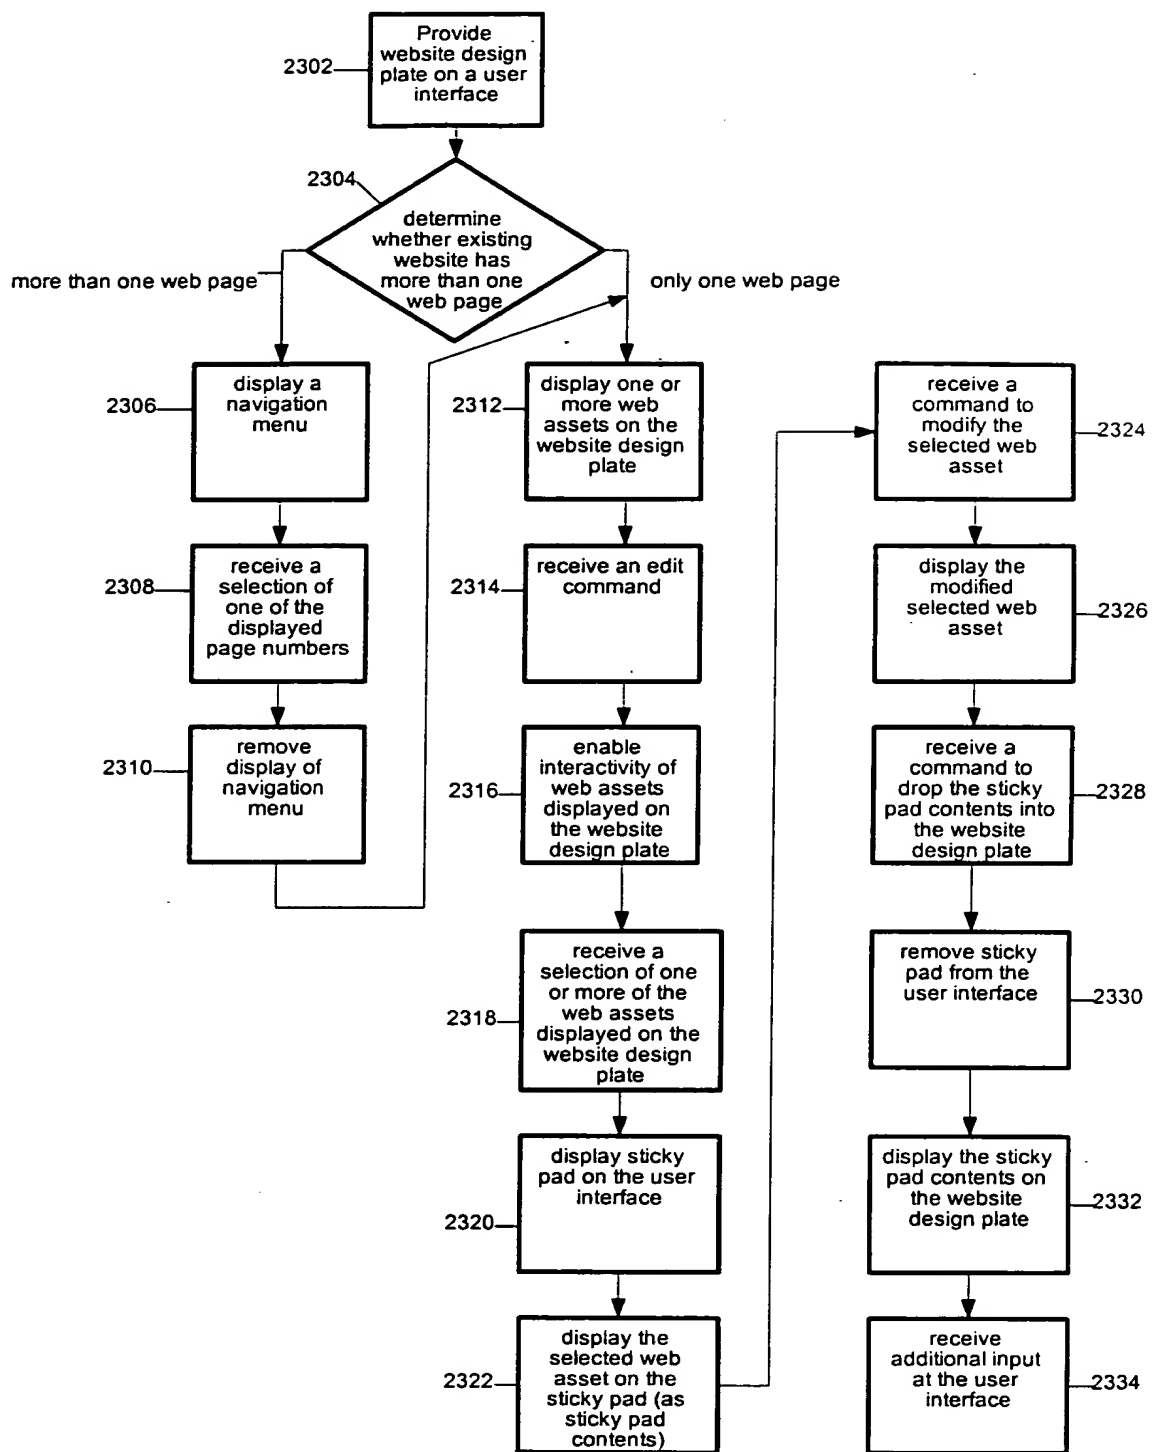 Provide
website design
plate on a user
interface
2302
2304
determine
whether existing
website has
more than one
web page
more than one web page
only one web page
2306
display a
navigation
menu
2308
receive a
selection of
one of the
displayed
page numbers
2310
remove
display of
navigation
menu
2312
display one or
more web
assets on the
website design
plate
2314
receive an edit
command
2316
enable
interactivity of
web assets
displayed on
the website
design plate
2318
receive a
selection of one
or more of the
web assets
displayed on the
website design
plate
2320
display sticky
pad on the user
interface
2322
display the
selected web
asset on the
sticky pad (as
sticky pad
contents)
receive a
command to
modify the
selected web
asset
2324
display the
modified
selected web
asset
2326
receive a
command to
drop the sticky
pad contents into
the website
design plate
2328
remove sticky
pad from the
user interface
2330
display the sticky
pad contents on
the website
design plate
2332
receive
additional input
at the user
interface
2334